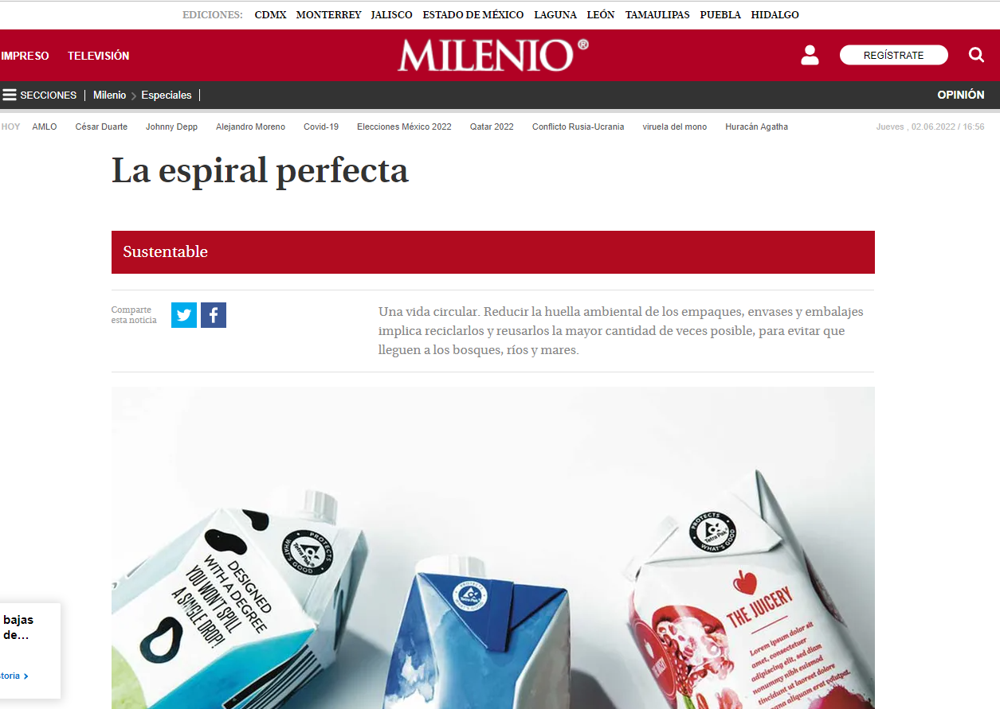 EDICIONES: CDMX MONTERREY JALISCO ESTADO DE MÉXICO LAGUNA LEÓN TAMAULIPAS PUEBLA HIDALGO
IMPRESO TELEVISIÓN MILENIO® REGÍSTRATE
SECCIONES | Milenio > Especiales | OPINIÓN
HOY AMLO César Duarte Johnny Depp Alejandro Moreno Covid-19 Elecciones México 2022 Qatar 2022 Conflicto Rusia-Ucrania viruela del mono Huracán Agatha Jueves , 02.06.2022 / 16:56
La espiral perfecta
Sustentable
Comparte
esta noticia
Una vida circular. Reducir la huella ambiental de los empaques, envases y embalajes
implica reciclarlos y reusarlos la mayor cantidad de veces posible, para evitar que
lleguen a los bosques, ríos y mares.
PROTECTS
Tetra Pak®
WHAT'S GOOD
DESIGNED
WITH A DEGREE
YOU WON'T SPILL
A SINGLE DROP!
PROTECTS
Tetra Pak
WHAT'S GOOD
PROTECTS
Tetra Pak
WHAT'S GOOD
THE JUICERY
Lorem ipsum dolor sit
amet, consectetuer
adipiscing elit, sed diam
nonummy nibh euismod
tincidunt ut laoreet dolore
magna aliquam erat volutpat.
bajas
de...
toria >